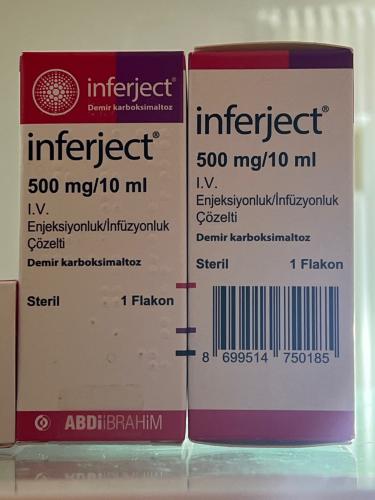 inferject®
Demir karboksimaltoz
inferject®
500 mg/10 ml
I.V.
Enjeksiyonluk/İnfüzyonluk
Çözelti
Demir karboksimaltoz
Steril 1 Flakon
ABDİ İBRAHİM
inferject®
500 mg/10 ml
I.V.
Enjeksiyonluk/İnfüzyonluk
Çözelti
Demir karboksimaltoz
Steril 1 Flakon
8 699514 750185